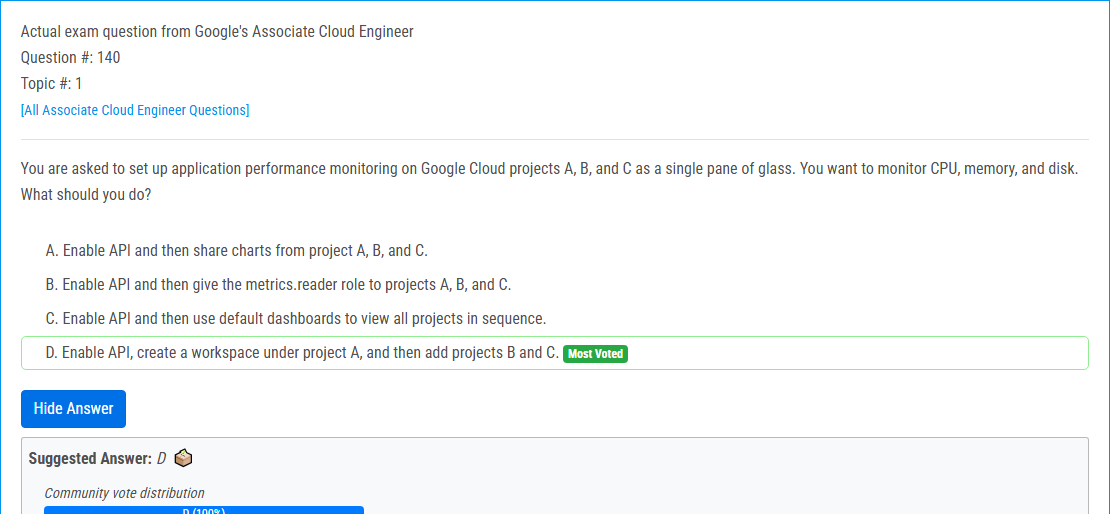 Actual exam question from Google's Associate Cloud Engineer
Question #: 140
Topic #: 1
[All Associate Cloud Engineer Questions]
You are asked to set up application performance monitoring on Google Cloud projects A, B, and C as a single pane of glass. You want to monitor CPU, memory, and disk.
What should you do?
A. Enable API and then share charts from project A, B, and C.
B. Enable API and then give the metrics.reader role to projects A, B, and C.
C. Enable API and then use default dashboards to view all projects in sequence.
D. Enable API, create a workspace under project A, and then add projects B and C. Most Voted
Hide Answer
Suggested Answer: D
Community vote distribution
D (100%)